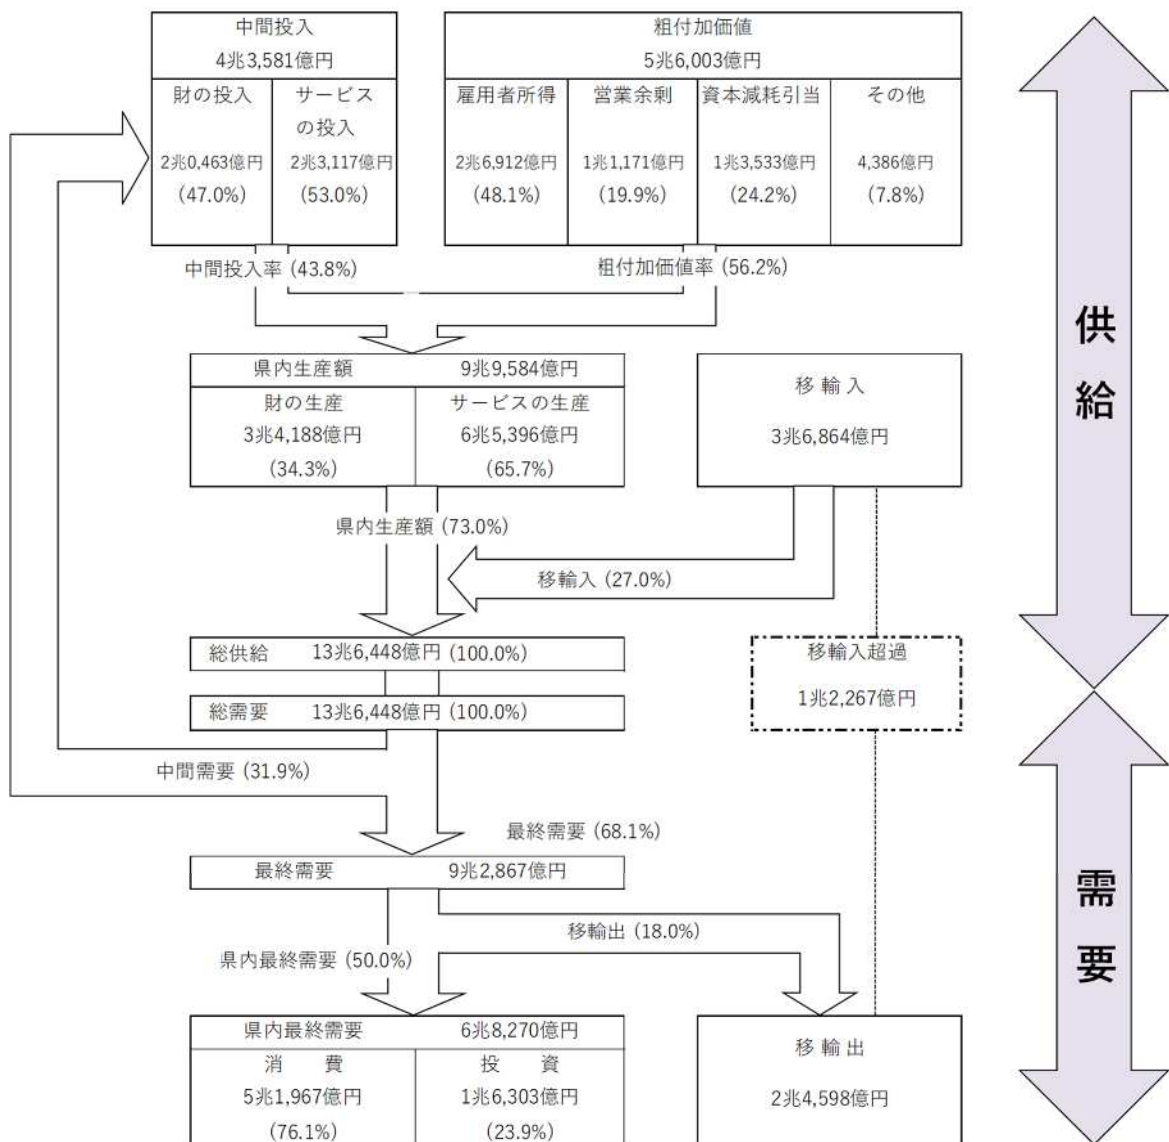 中間投入
4兆3,581億円
財の投入
2兆0,463億円
(47.0%)
サービス
の投入
2兆3,117億円
(53.0%)
粗付加価値
5兆6,003億円
雇用者所得
2兆6,912億円
(48.1%)
営業余剰
1兆1,171億円
(19.9%)
資本減耗引当
1兆3,533億円
(24.2%)
その他
4,386億円
(7.8%)
中間投入率 (43.8%)
粗付加価値率 (56.2%)
県内生産額 9兆9,584億円
財の生産
3兆4,188億円
(34.3%)
サービスの生産
6兆5,396億円
(65.7%)
移輸入
3兆6,864億円
県内生産額 (73.0%)
移輸入 (27.0%)
総供給 13兆6,448億円 (100.0%)
総需要 13兆6,448億円 (100.0%)
移輸入超過
1兆2,267億円
中間需要 (31.9%)
最終需要 (68.1%)
最終需要 9兆2,867億円
移輸出 (18.0%)
県内最終需要 (50.0%)
県内最終需要 6兆8,270億円
消 費
5兆1,967億円
(76.1%)
投 資
1兆6,303億円
(23.9%)
移輸出
2兆4,598億円
供給
需要